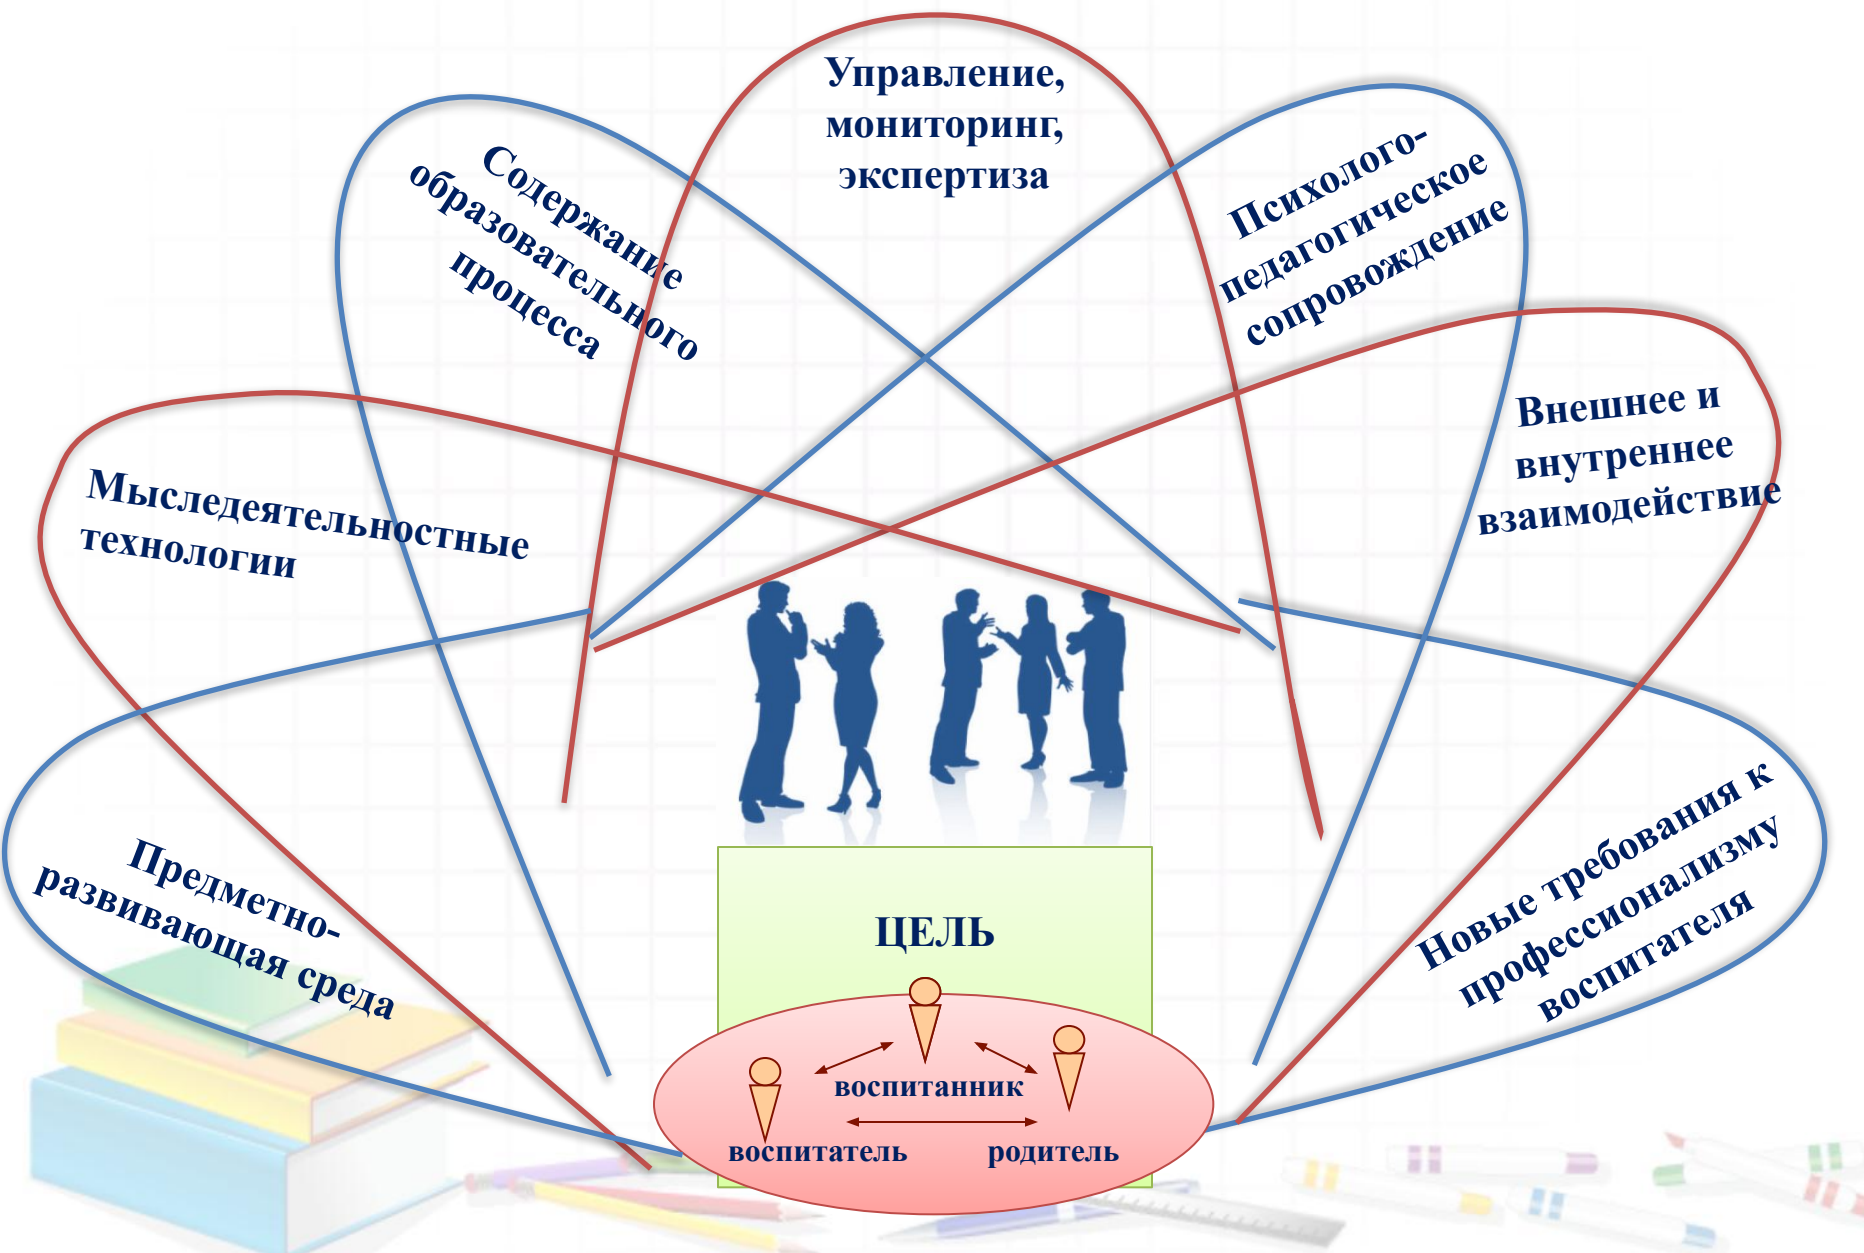 Управление,
мониторинг,
экспертиза
Содержание
образовательного
процесса
Психолого-
педагогическое
сопровождение
Мыследеятельностные
технологии
Внешнее и
внутреннее
взаимодействие
Предметно-
развивающая среда
Новые требования к
профессионализму
воспитателя
ЦЕЛЬ
воспитанник
воспитатель
родитель